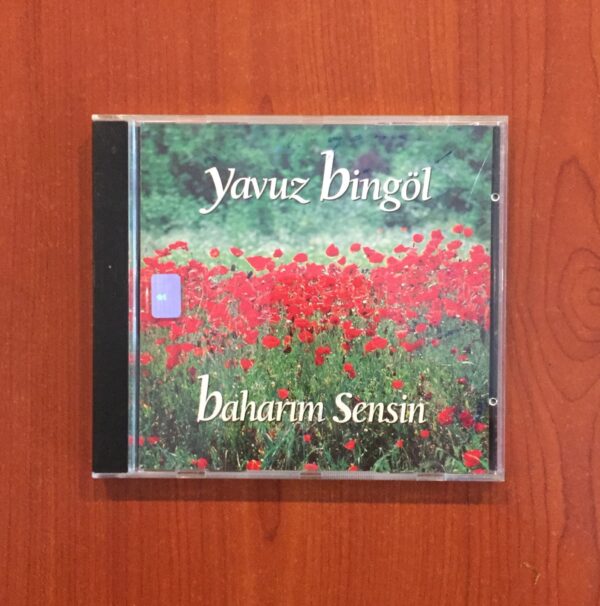 yavuz bingöl
baharım sensin